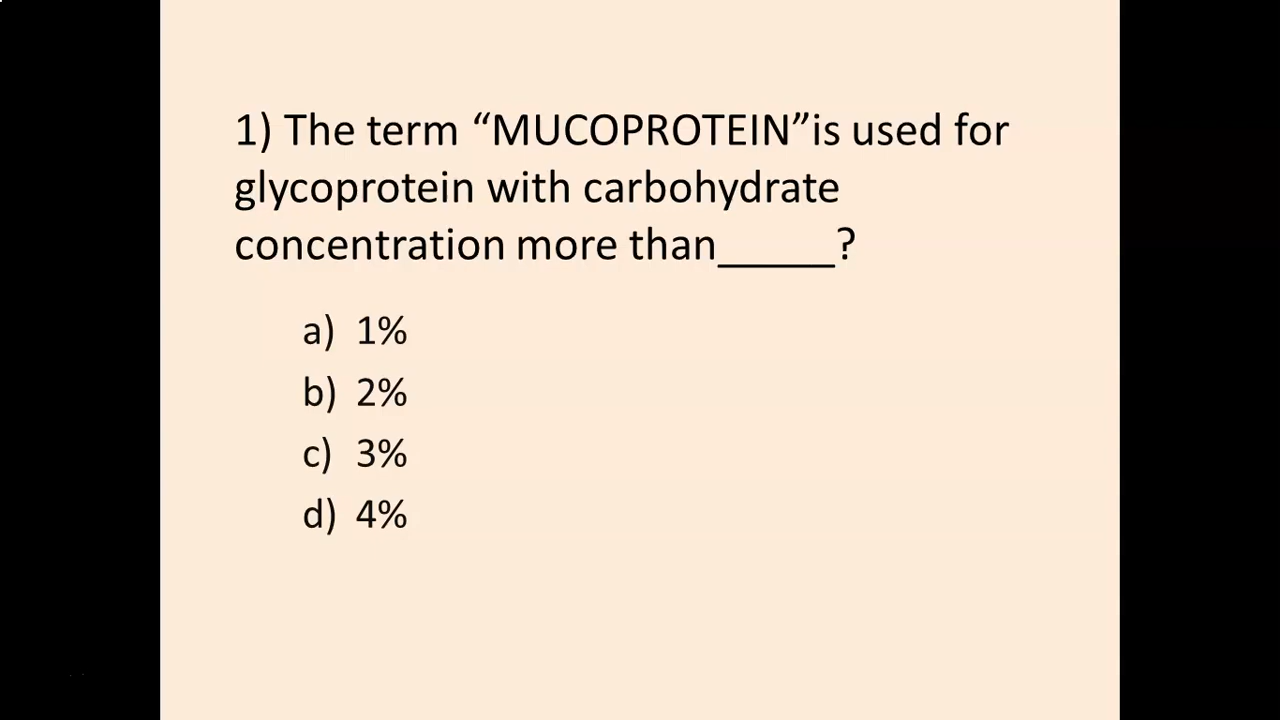 1) The term “MUCOPROTEIN”is used for
glycoprotein with carbohydrate
concentration more than_____?
a) 1%
b) 2%
c) 3%
d) 4%